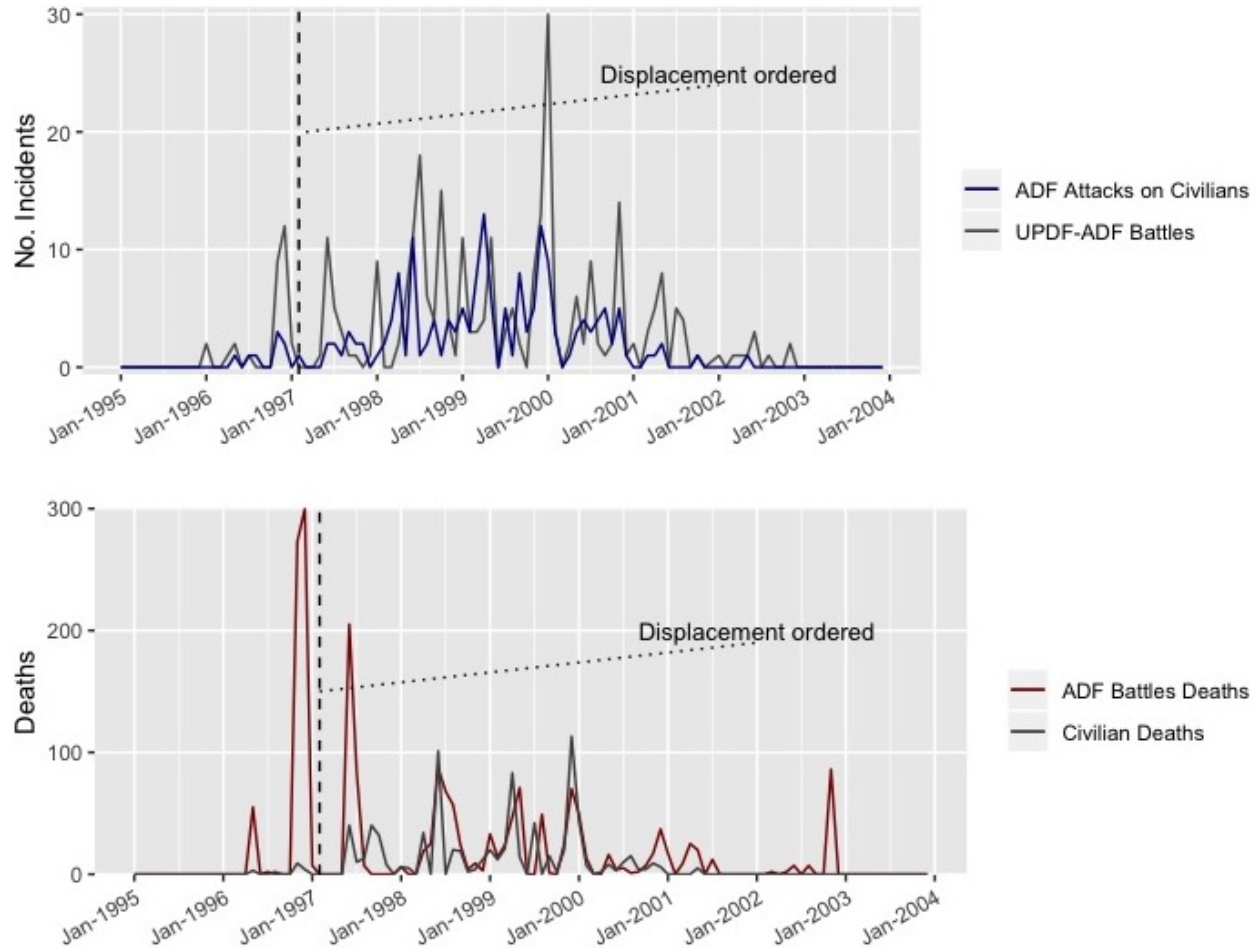 30
Displacement ordered
20
No. Incidents
ADF Attacks on Civilians
UPDF-ADF Battles
10
0
Jan-1995
Jan-1996
Jan-1997
Jan-1998
Jan-1999
Jan-2000
Jan-2001
Jan-2002
Jan-2003
Jan-2004
300
Displacement ordered
200
Deaths
ADF Battles Deaths
Civilian Deaths
100
0
Jan-1995
Jan-1996
Jan-1997
Jan-1998
Jan-1999
Jan-2000
Jan-2001
Jan-2002
Jan-2003
Jan-2004